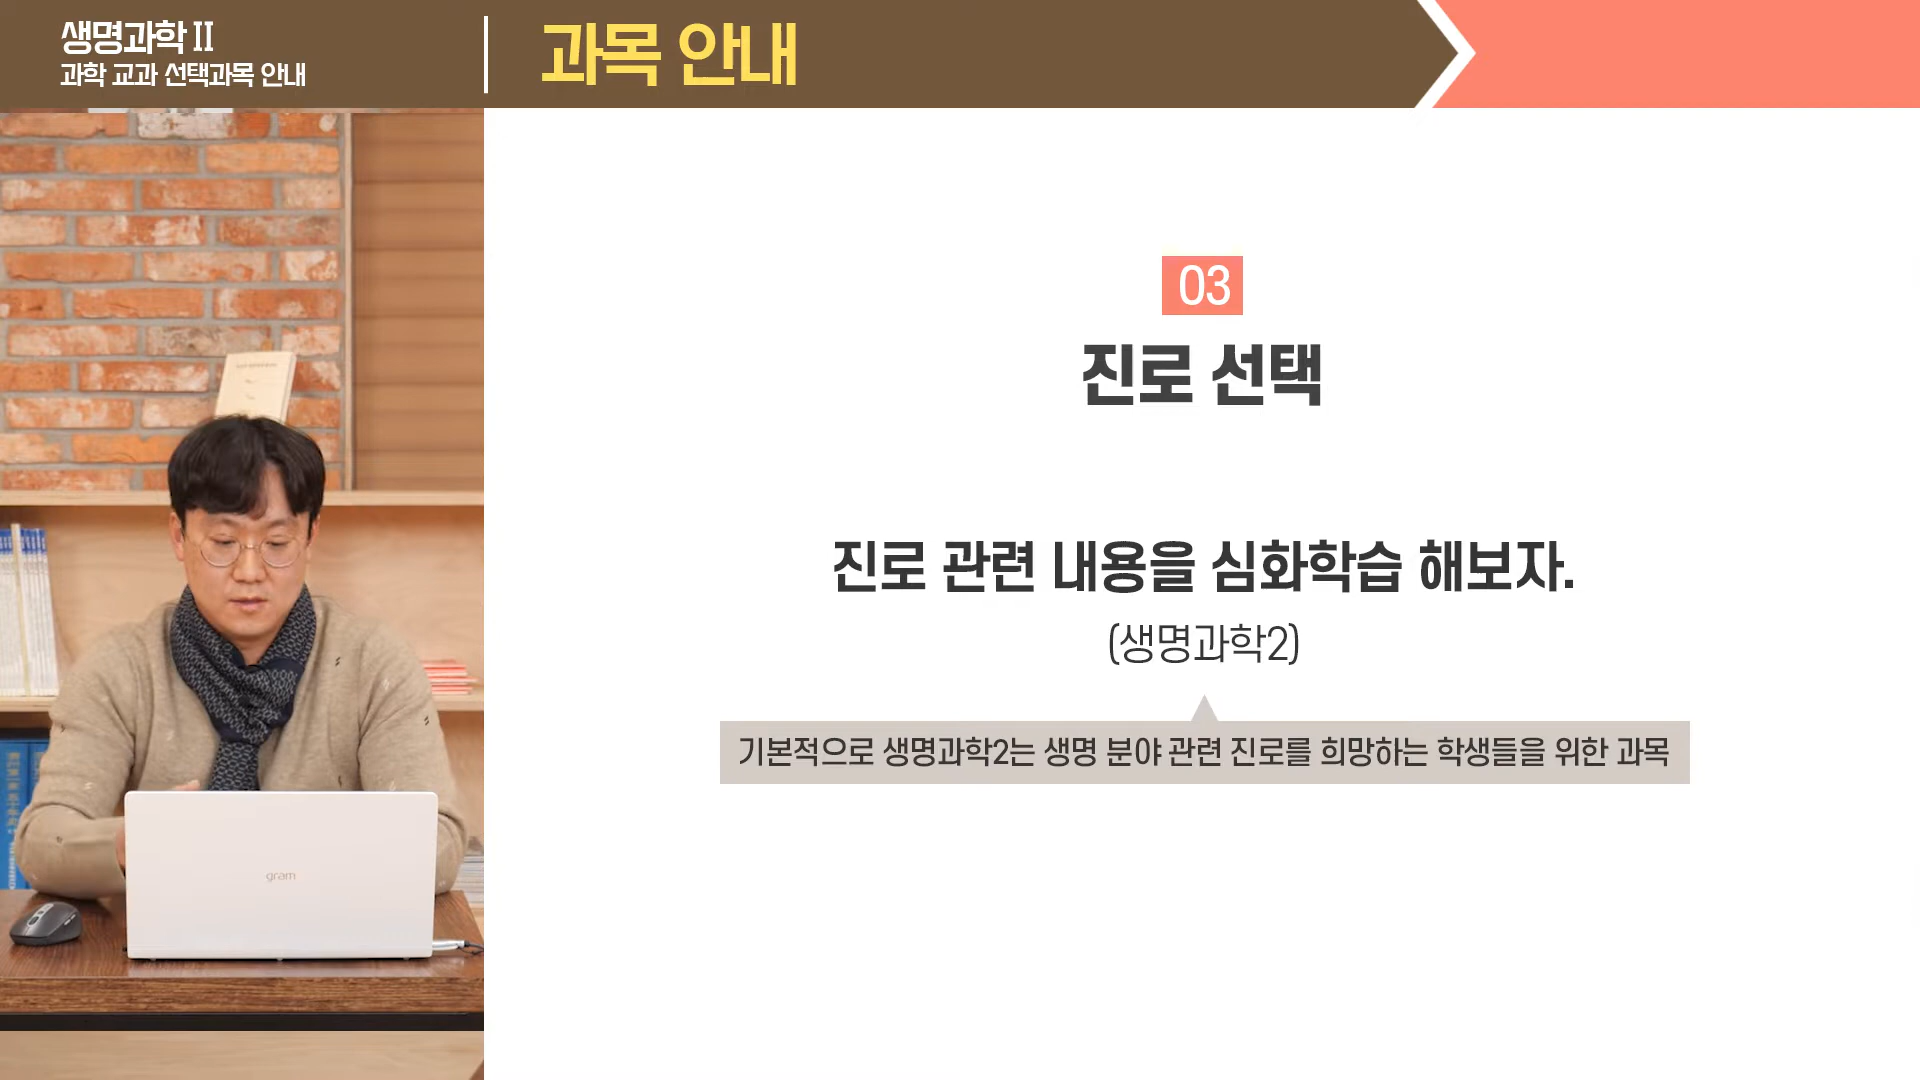 생명과학 II
과학 교과 선택과목 안내
과목 안내
03
진로 선택
진로 관련 내용을 심화학습 해보자.
(생명과학2)
기본적으로 생명과학2는 생명 분야 관련 진로를 희망하는 학생들을 위한 과목
gram